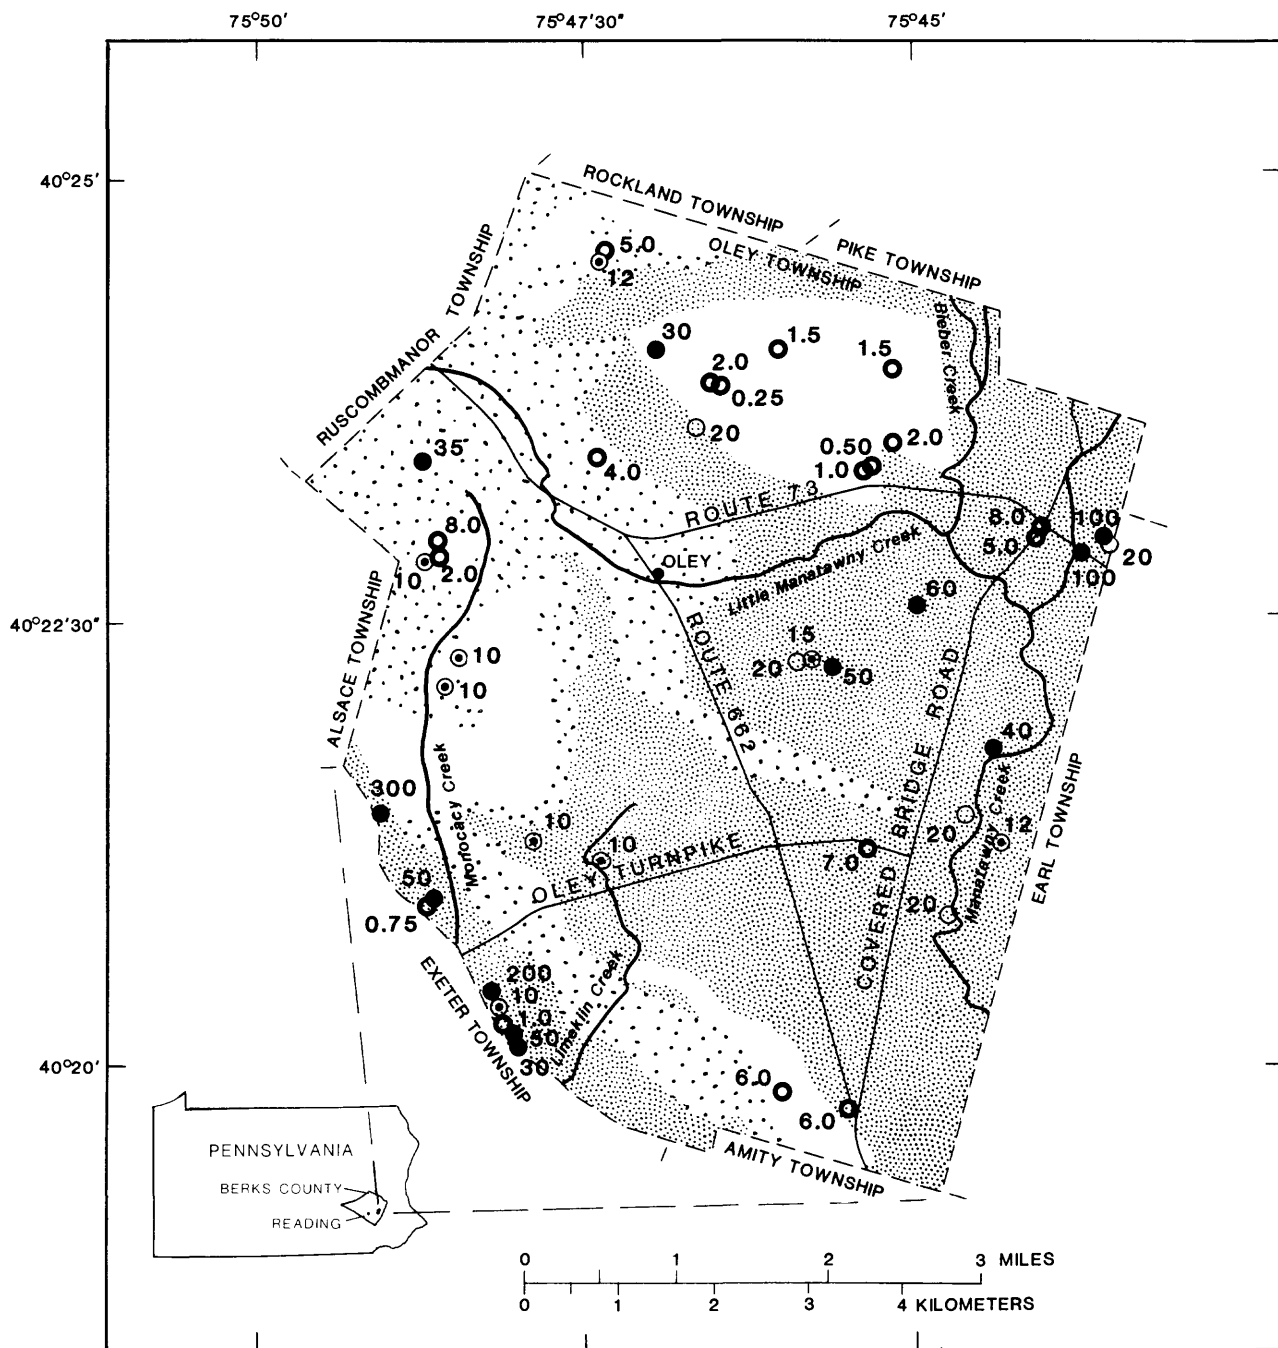 75°50'
75°47'30"
75°45'
40°25'
ROCKLAND TOWNSHIP
OLEY TOWNSHIP
PIKE TOWNSHIP
RUSCOMBMANOR TOWNSHIP
5.0
12
Bieber Creek
30
1.5
1.5
2.0
0.25
20
35
4.0
0.50
2.0
1.0
ROUTE 73
8.0
100
8.0
5.0
20
100
2.0
10
OLEY
Little Manatawny Creek
60
ALSACE TOWNSHIP
40°22'30"
ROUTE 662
15
20
50
10
10
COVERED BRIDGE ROAD
40
Monocacy Creek
300
EARL TOWNSHIP
Manatawny Creek
20
12
10
10
OLEY TURNPIKE
7.0
50
0.75
20
EXETER TOWNSHIP
200
10
1.0
50
30
Limekiln Creek
40°20'
6.0
6.0
AMITY TOWNSHIP
PENNSYLVANIA
BERKS COUNTY
READING
0 1 2 3 MILES
0 1 2 3 4 KILOMETERS